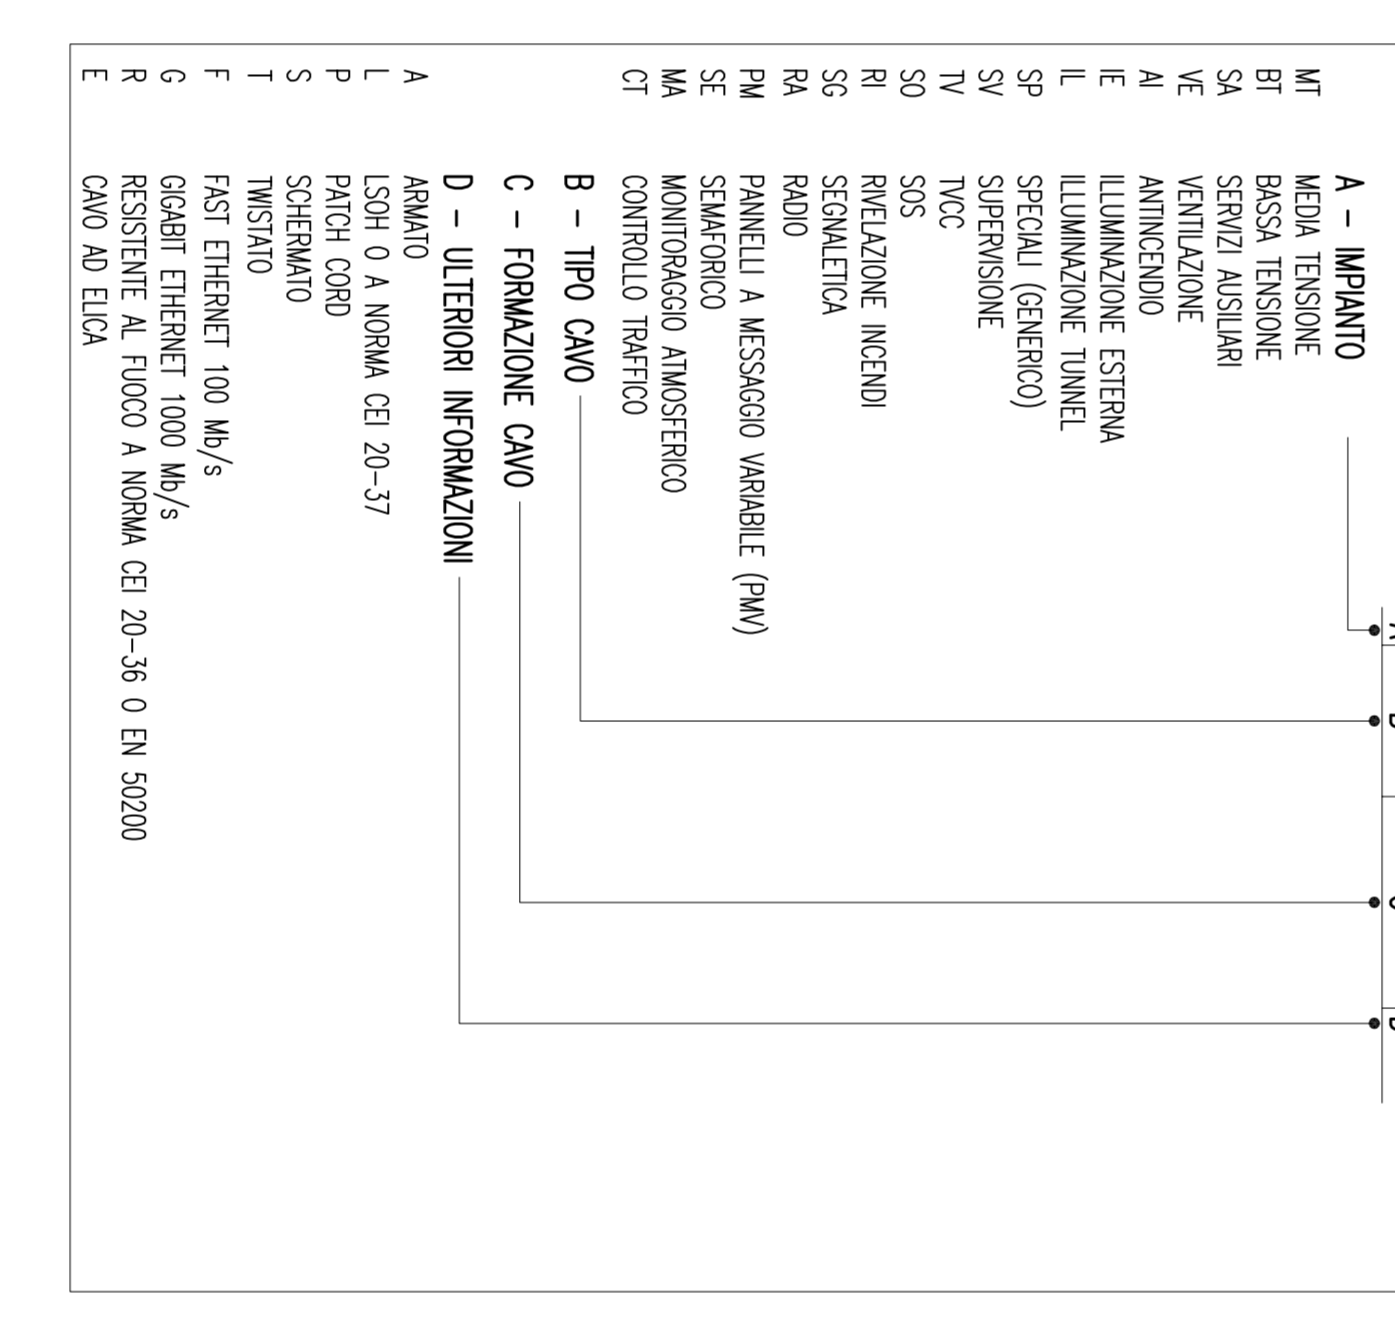 A – IMPIANTO
MT MEDIA TENSIONE
BT BASSA TENSIONE
SA SERVIZI AUSILIARI
VE VENTILAZIONE
AI ANTINCENDIO
IE ILLUMINAZIONE ESTERNA
IL ILLUMINAZIONE TUNNEL
SP SPECIALI (GENERICO)
SV SUPERVISIONE
TV TVCC
SO SOS
RI RIVELAZIONE INCENDI
SG SEGNALETICA
RA RADIO
PM PANNELLI A MESSAGGIO VARIABILE (PMV)
SE SEMAFORICO
MA MONITORAGGIO ATMOSFERICO
CT CONTROLLO TRAFFICO
B – TIPO CAVO
C – FORMAZIONE CAVO
D – ULTERIORI INFORMAZIONI
A ARMATO
L LSOH O A NORMA CEI 20–37
P PATCH CORD
S SCHERMATO
T TWISTATO
F FAST ETHERNET 100 Mb/s
G GIGABIT ETHERNET 1000 Mb/s
R RESISTENTE AL FUOCO A NORMA CEI 20–36 O EN 50200
E CAVO AD ELICA